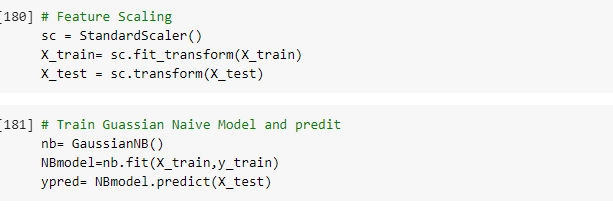 [180] # Feature Scaling
sc = StandardScaler()
X_train= sc.fit_transform(X_train)
X_test = sc.transform(X_test)
[181] # Train Guassian Naive Model and predit
nb= GaussianNB()
NBmodel=nb.fit(X_train,y_train)
ypred= NBmodel.predict(X_test)